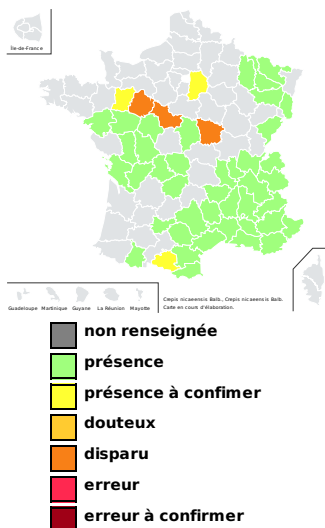 Île-de-France
Guadeloupe Martinique Guyane La Réunion Mayotte
Crepis nicaeensis Balb., Crepis nicaeensis Balb.
Carte en cours d'élaboration.
non renseignée
présence
présence à confimer
douteux
disparu
erreur
erreur à confirmer